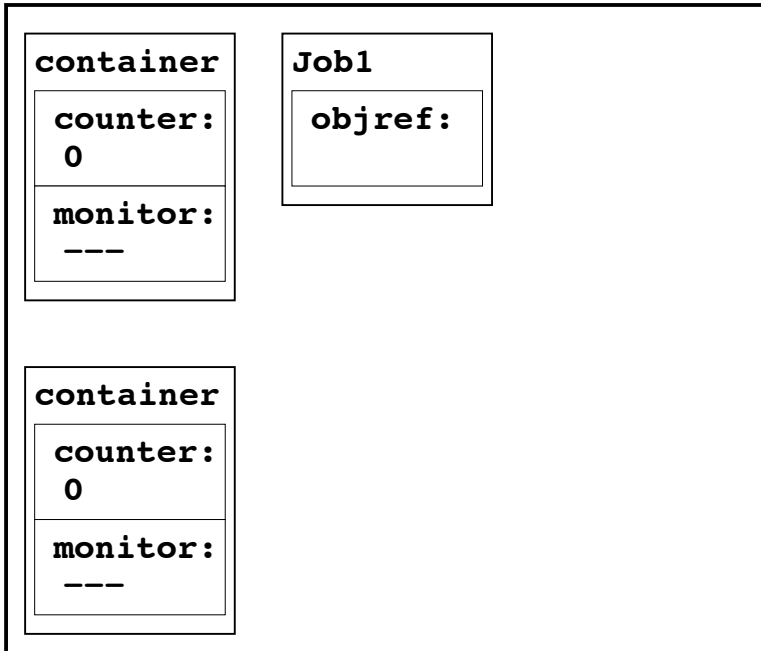 container
counter:
0
monitor:
---
Job1
objref:
container
counter:
0
monitor:
---